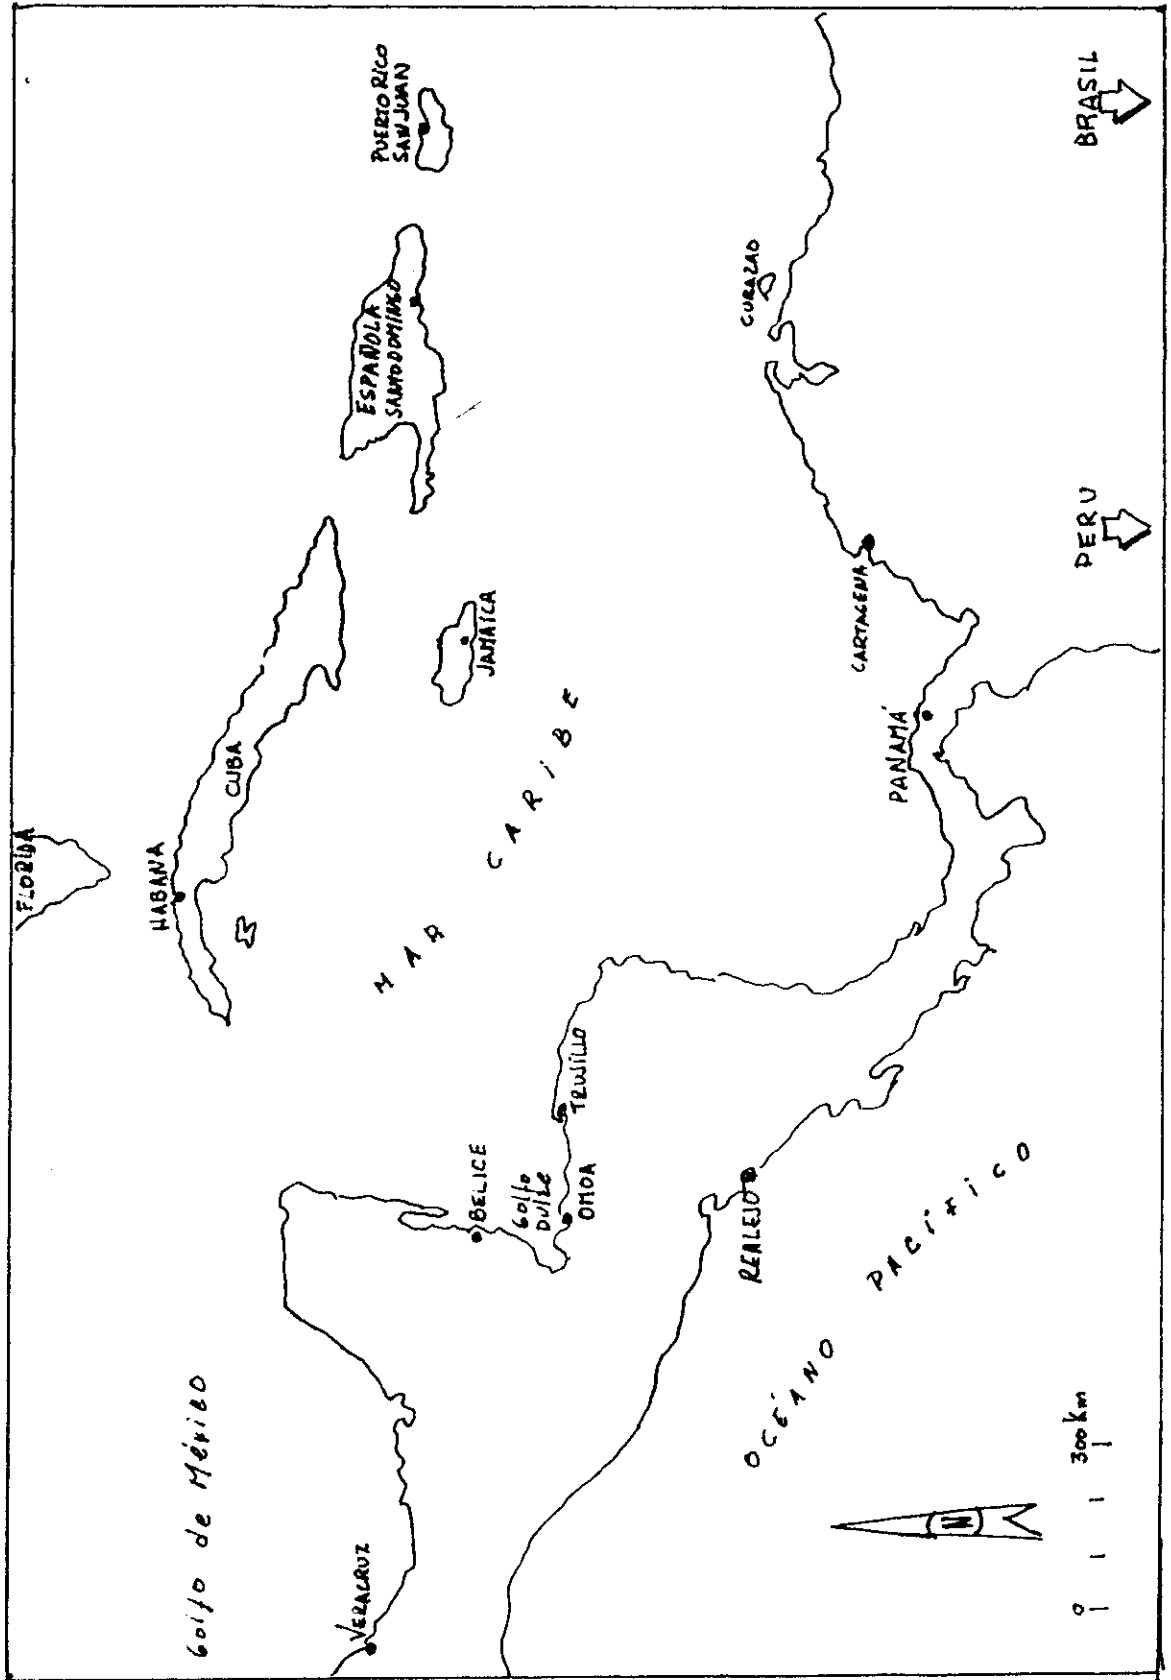 FLORIDA
HABANA
Golfo de México
CUBA
VERACRUZ
PUERTO RICO
SAN JUAN
ESPAÑOLA
SANTO DOMINGO
MAR CARIBE
BELICE
JAMAICA
Golfo
DULCE
TRUJILLO
OMOA
CURAZAO
REALEJO
CARTAGENA
PANAMÁ
OCÉANO PACÍFICO
N
0 300 Km
PERU
BRASIL